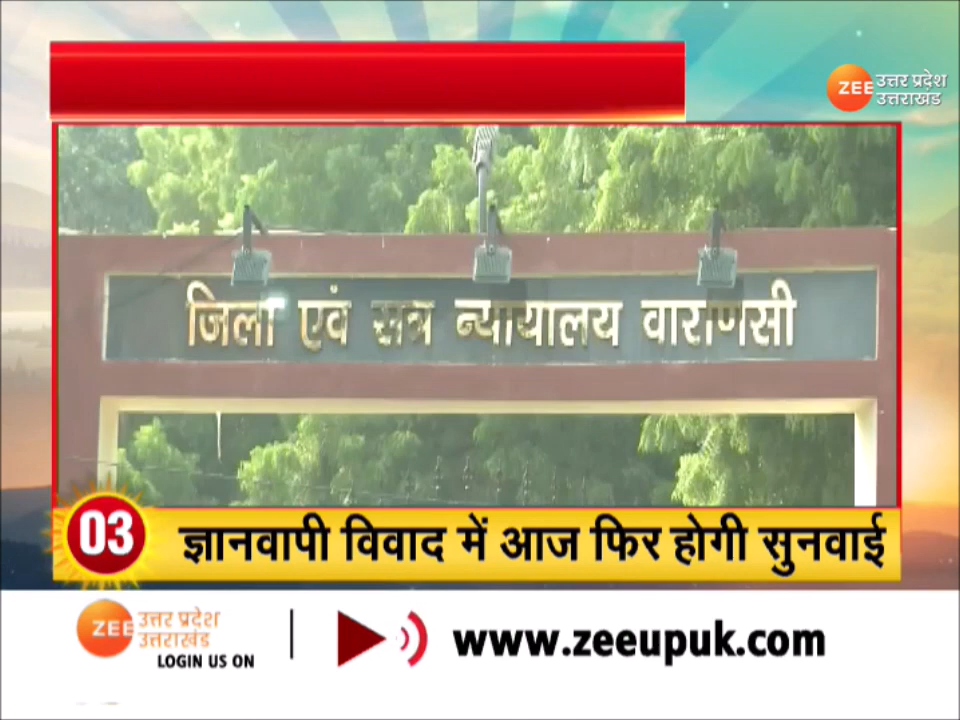 ZEE उत्तर प्रदेश
उत्तराखंड
जिला एवं सत्र न्यायालय वाराणसी
03 ज्ञानवापी विवाद में आज फिर होगी सुनवाई
ZEE उत्तर प्रदेश
उत्तराखंड
LOGIN US ON
www.zeeupuk.com